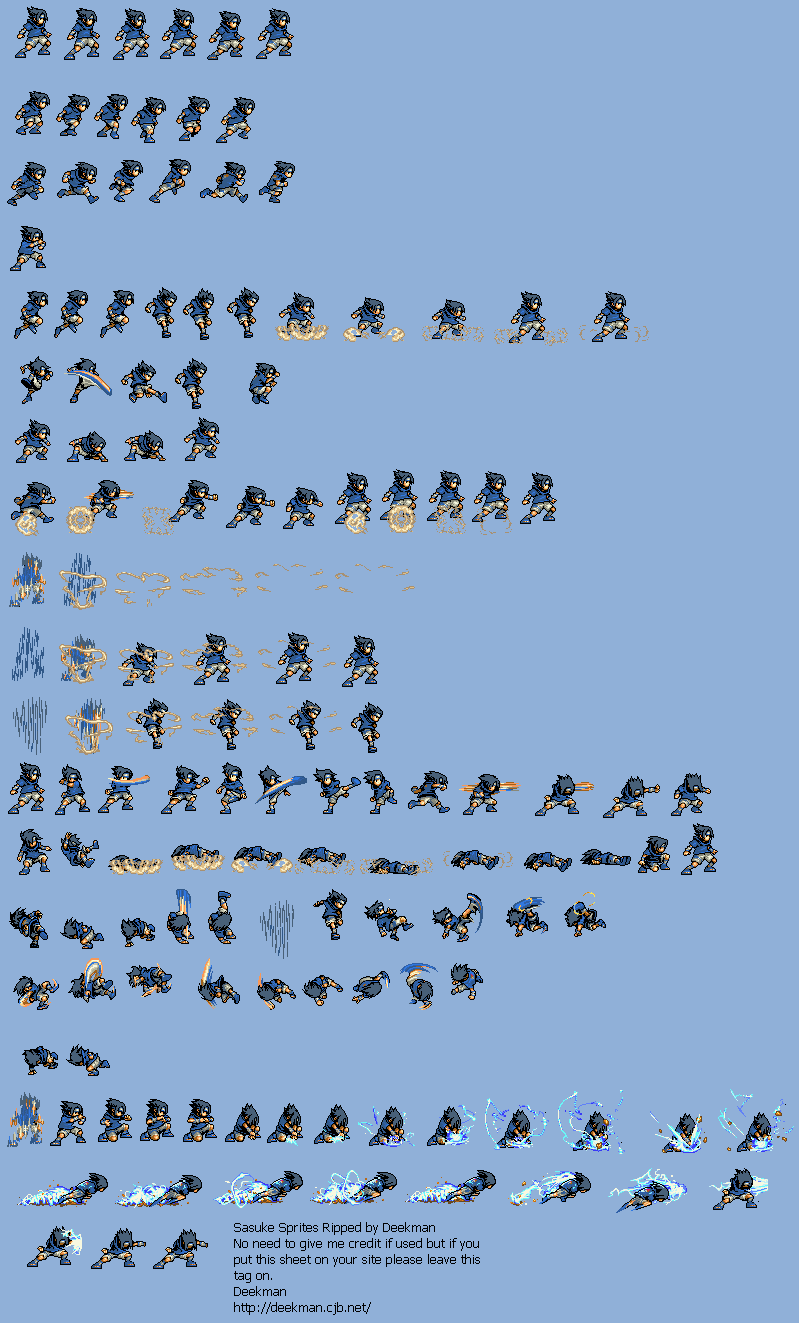 Sasuke Sprites Ripped by Deekman
No need to give me credit if used but if you
put this sheet on your site please leave this
tag on.
Deekman
http://deekman.cjb.net/